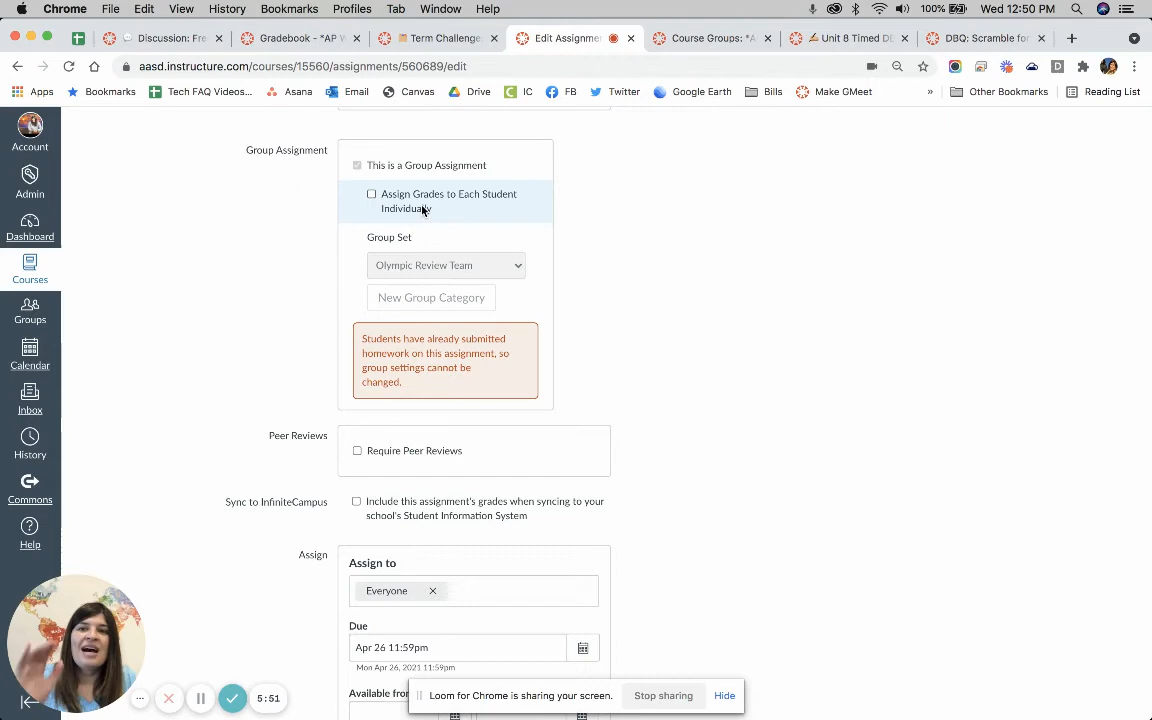 Chrome File Edit View History Bookmarks Profiles Tab Window Help 100% Wed 12:50 PM
Discussion: Fre
Gradebook - *AP W
Term Challenge:
Edit Assignme
Course Groups: *A
Unit 8 Timed DB
DBQ: Scramble for
aasd.instructure.com/courses/15560/assignments/560689/edit
Apps Bookmarks Tech FAQ Videos... Asana Email Canvas Drive IC FB Twitter Google Earth Bills Make GMeet » Other Bookmarks Reading List
Account
Admin
Dashboard
Courses
Groups
Calendar
Inbox
History
Commons
Help
Group Assignment
This is a Group Assignment
Assign Grades to Each Student
Individually
Group Set
Olympic Review Team
New Group Category
Students have already submitted
homework on this assignment, so
group settings cannot be
changed.
Peer Reviews
Require Peer Reviews
Sync to InfiniteCampus
Include this assignment's grades when syncing to your
school's Student Information System
Assign
Assign to
Everyone
Due
Apr 26 11:59pm
Mon Apr 26, 2021 11:59pm
Available from
5:51
Loom for Chrome is sharing your screen. Stop sharing Hide